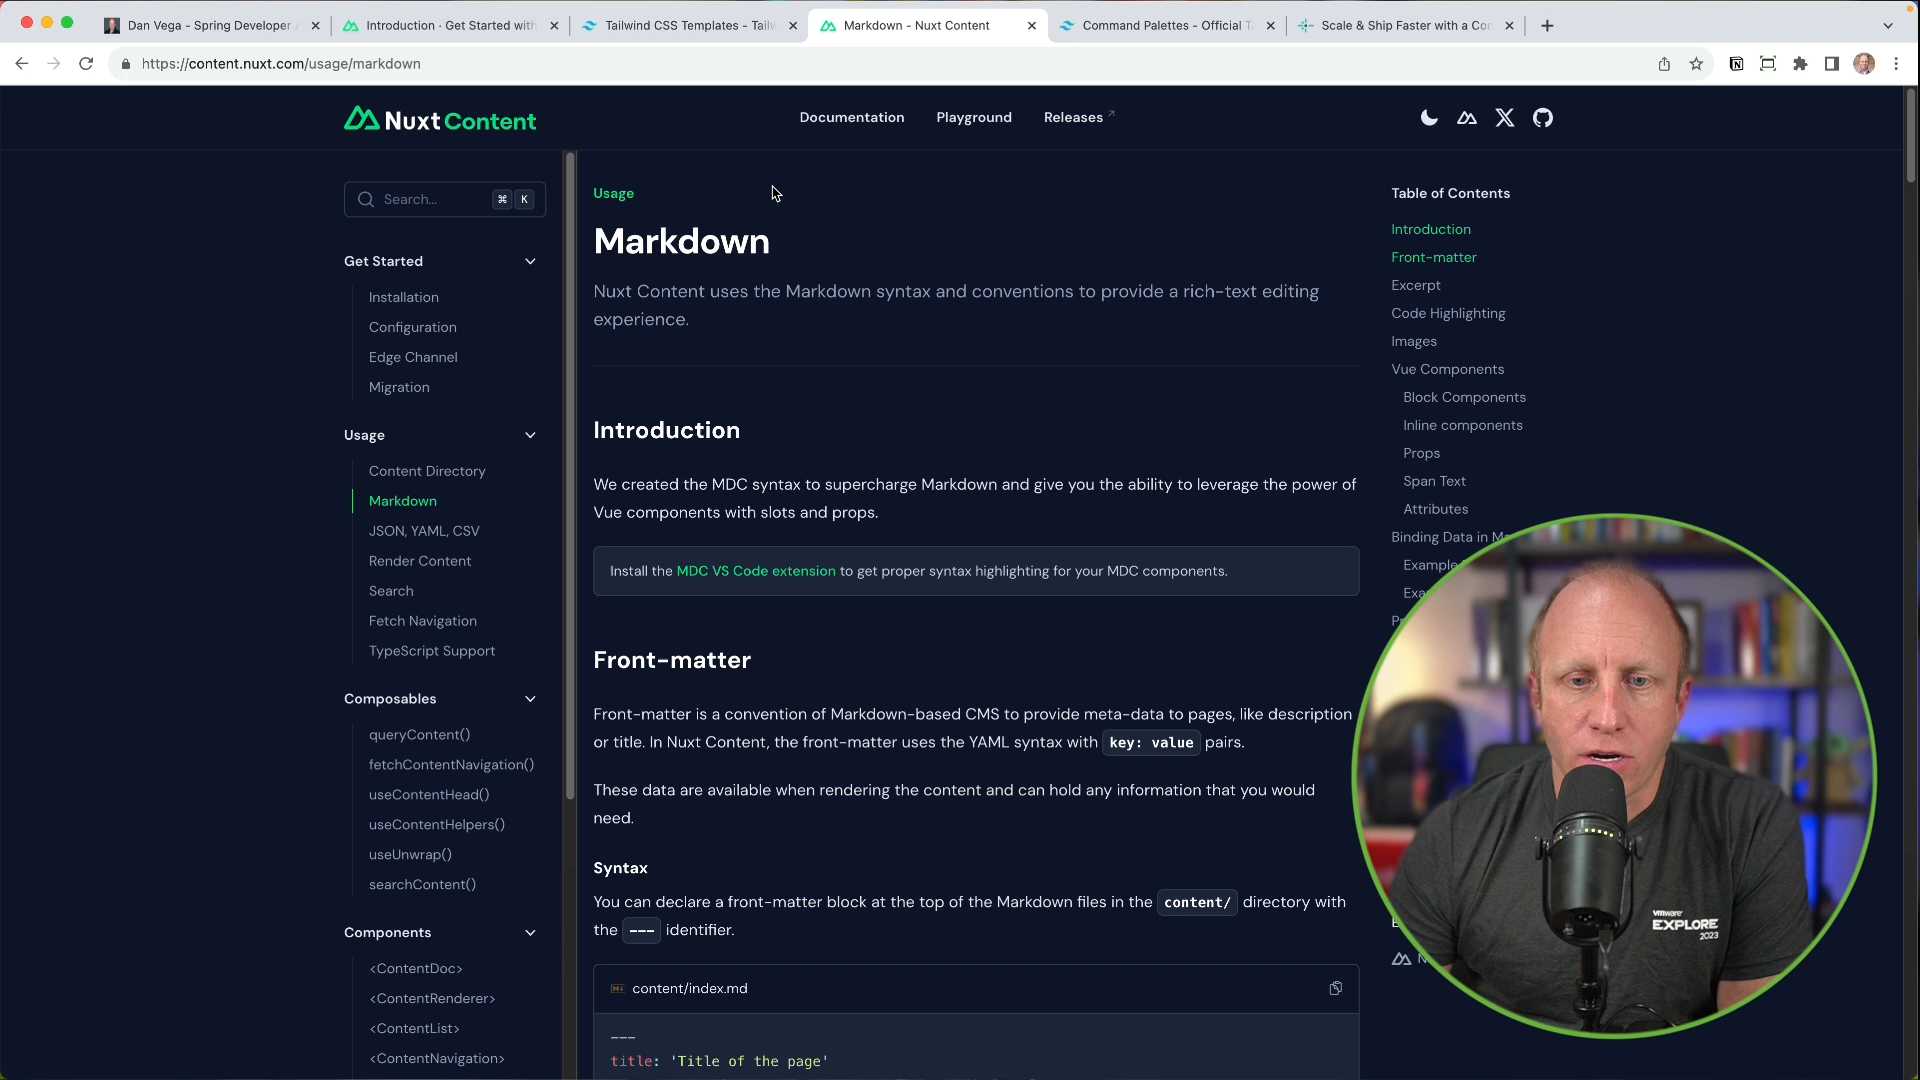 Dan Vega - Spring Developer A
Introduction · Get Started with
Tailwind CSS Templates - Tailw
Markdown - Nuxt Content
Command Palettes - Official T
Scale & Ship Faster with a Con
https://content.nuxt.com/usage/markdown
Nuxt Content
Documentation
Playground
Releases
Search...
⌘ K
Get Started
Installation
Configuration
Edge Channel
Migration
Usage
Content Directory
Markdown
JSON, YAML, CSV
Render Content
Search
Fetch Navigation
TypeScript Support
Composables
queryContent()
fetchContentNavigation()
useContentHead()
useContentHelpers()
useUnwrap()
searchContent()
Components
<ContentDoc>
<ContentRenderer>
<ContentList>
<ContentNavigation>
Usage
Markdown
Nuxt Content uses the Markdown syntax and conventions to provide a rich-text editing
experience.
Introduction
We created the MDC syntax to supercharge Markdown and give you the ability to leverage the power of
Vue components with slots and props.
Install the MDC VS Code extension to get proper syntax highlighting for your MDC components.
Front-matter
Front-matter is a convention of Markdown-based CMS to provide meta-data to pages, like description
or title. In Nuxt Content, the front-matter uses the YAML syntax with key: value pairs.
These data are available when rendering the content and can hold any information that you would
need.
Syntax
You can declare a front-matter block at the top of the Markdown files in the content/ directory with
the --- identifier.
content/index.md
---
title: 'Title of the page'
Table of Contents
Introduction
Front-matter
Excerpt
Code Highlighting
Images
Vue Components
Block Components
Inline components
Props
Span Text
Attributes
Binding Data in Ma
Example
Exa
Pr
E
N
vmware
EXPLORE
2023